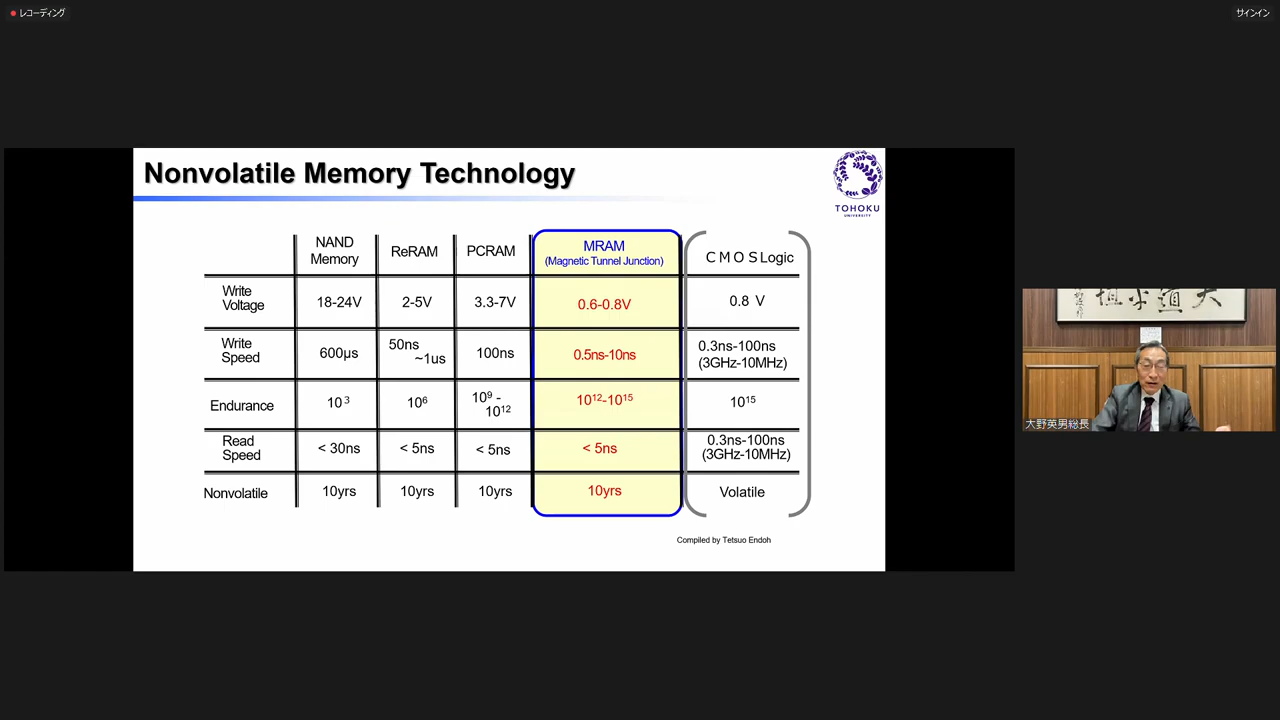 レコーディング
サインイン
Nonvolatile Memory Technology
TOHOKU
UNIVERSITY
NAND Memory
ReRAM
PCRAM
MRAM
(Magnetic Tunnel Junction)
CMOS Logic
Write Voltage
18-24V
2-5V
3.3-7V
0.6-0.8V
0.8 V
Write Speed
600µs
50ns ~1us
100ns
0.5ns-10ns
0.3ns-100ns
(3GHz-10MHz)
Endurance
10³
10⁶
10⁹ - 10¹²
10¹²-10¹⁵
10¹⁵
Read Speed
< 30ns
< 5ns
< 5ns
< 5ns
0.3ns-100ns
(3GHz-10MHz)
Nonvolatile
10yrs
10yrs
10yrs
10yrs
Volatile
Compiled by Tetsuo Endoh
大野英男総長